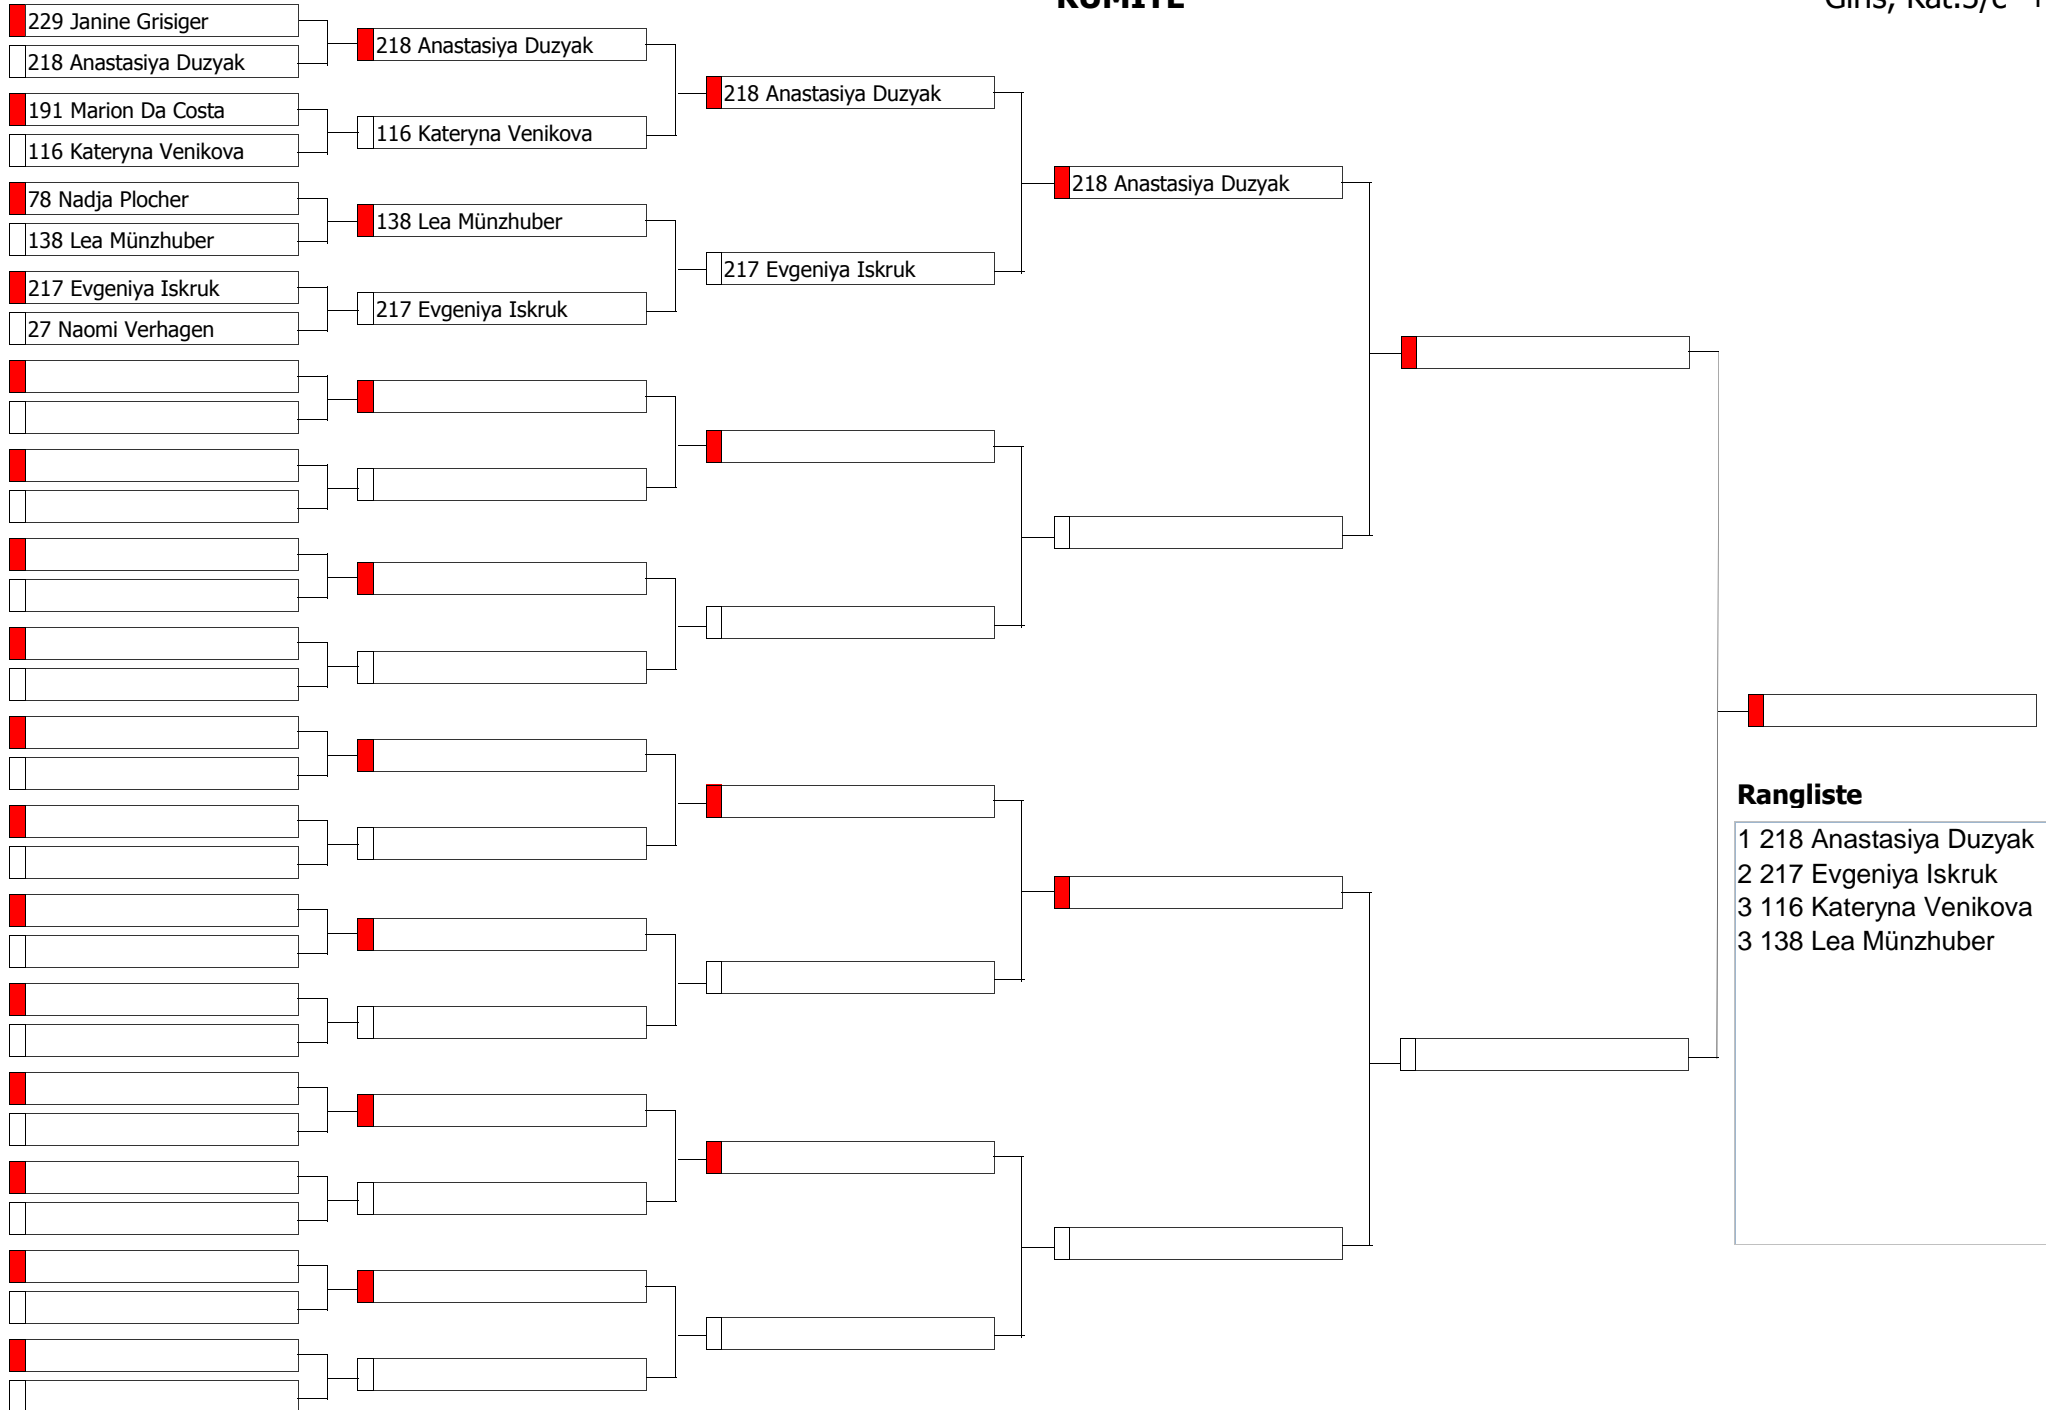 KUMITE
Girls, Kat.3/c
229 Janine Grisiger
218 Anastasiya Duzyak
191 Marion Da Costa
116 Kateryna Venikova
78 Nadja Plocher
138 Lea Münzhuber
217 Evgeniya Iskruk
27 Naomi Verhagen
218 Anastasiya Duzyak
116 Kateryna Venikova
138 Lea Münzhuber
217 Evgeniya Iskruk
218 Anastasiya Duzyak
217 Evgeniya Iskruk
218 Anastasiya Duzyak
Rangliste
1 218 Anastasiya Duzyak
2 217 Evgeniya Iskruk
3 116 Kateryna Venikova
3 138 Lea Münzhuber